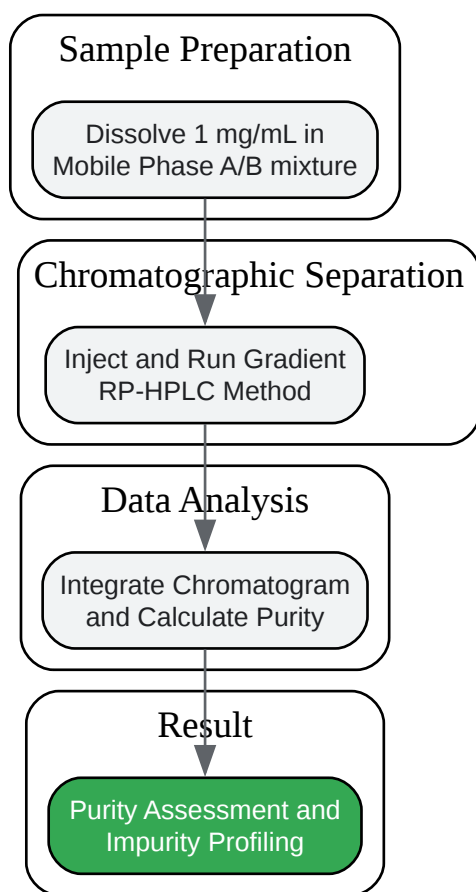 Sample Preparation
Dissolve 1 mg/mL in
Mobile Phase A/B mixture
Chromatographic Separation
Inject and Run Gradient
RP-HPLC Method
Data Analysis
Integrate Chromatogram
and Calculate Purity
Result
Purity Assessment and
Impurity Profiling